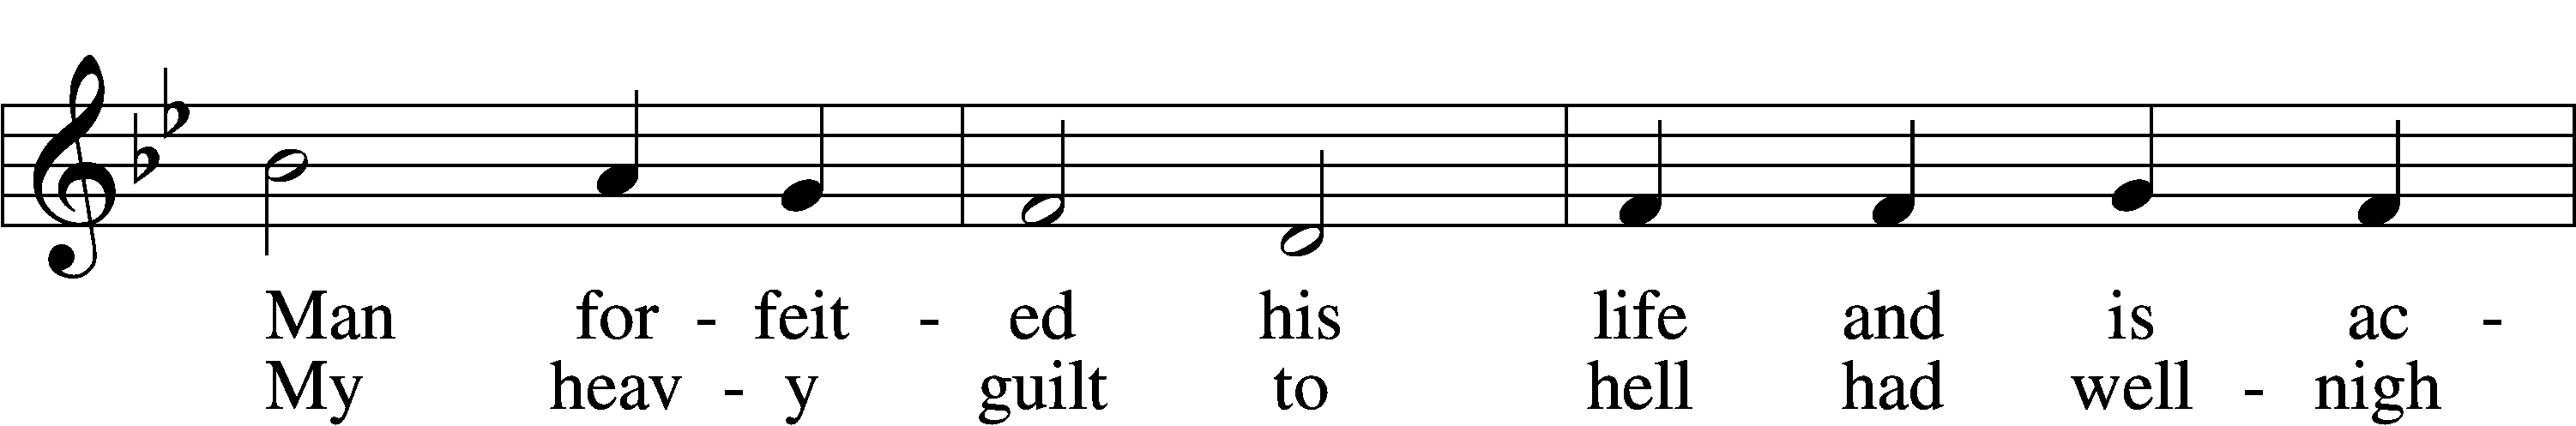 Man for - feit - ed his life and is ac -
My heav - y guilt to hell had well - nigh